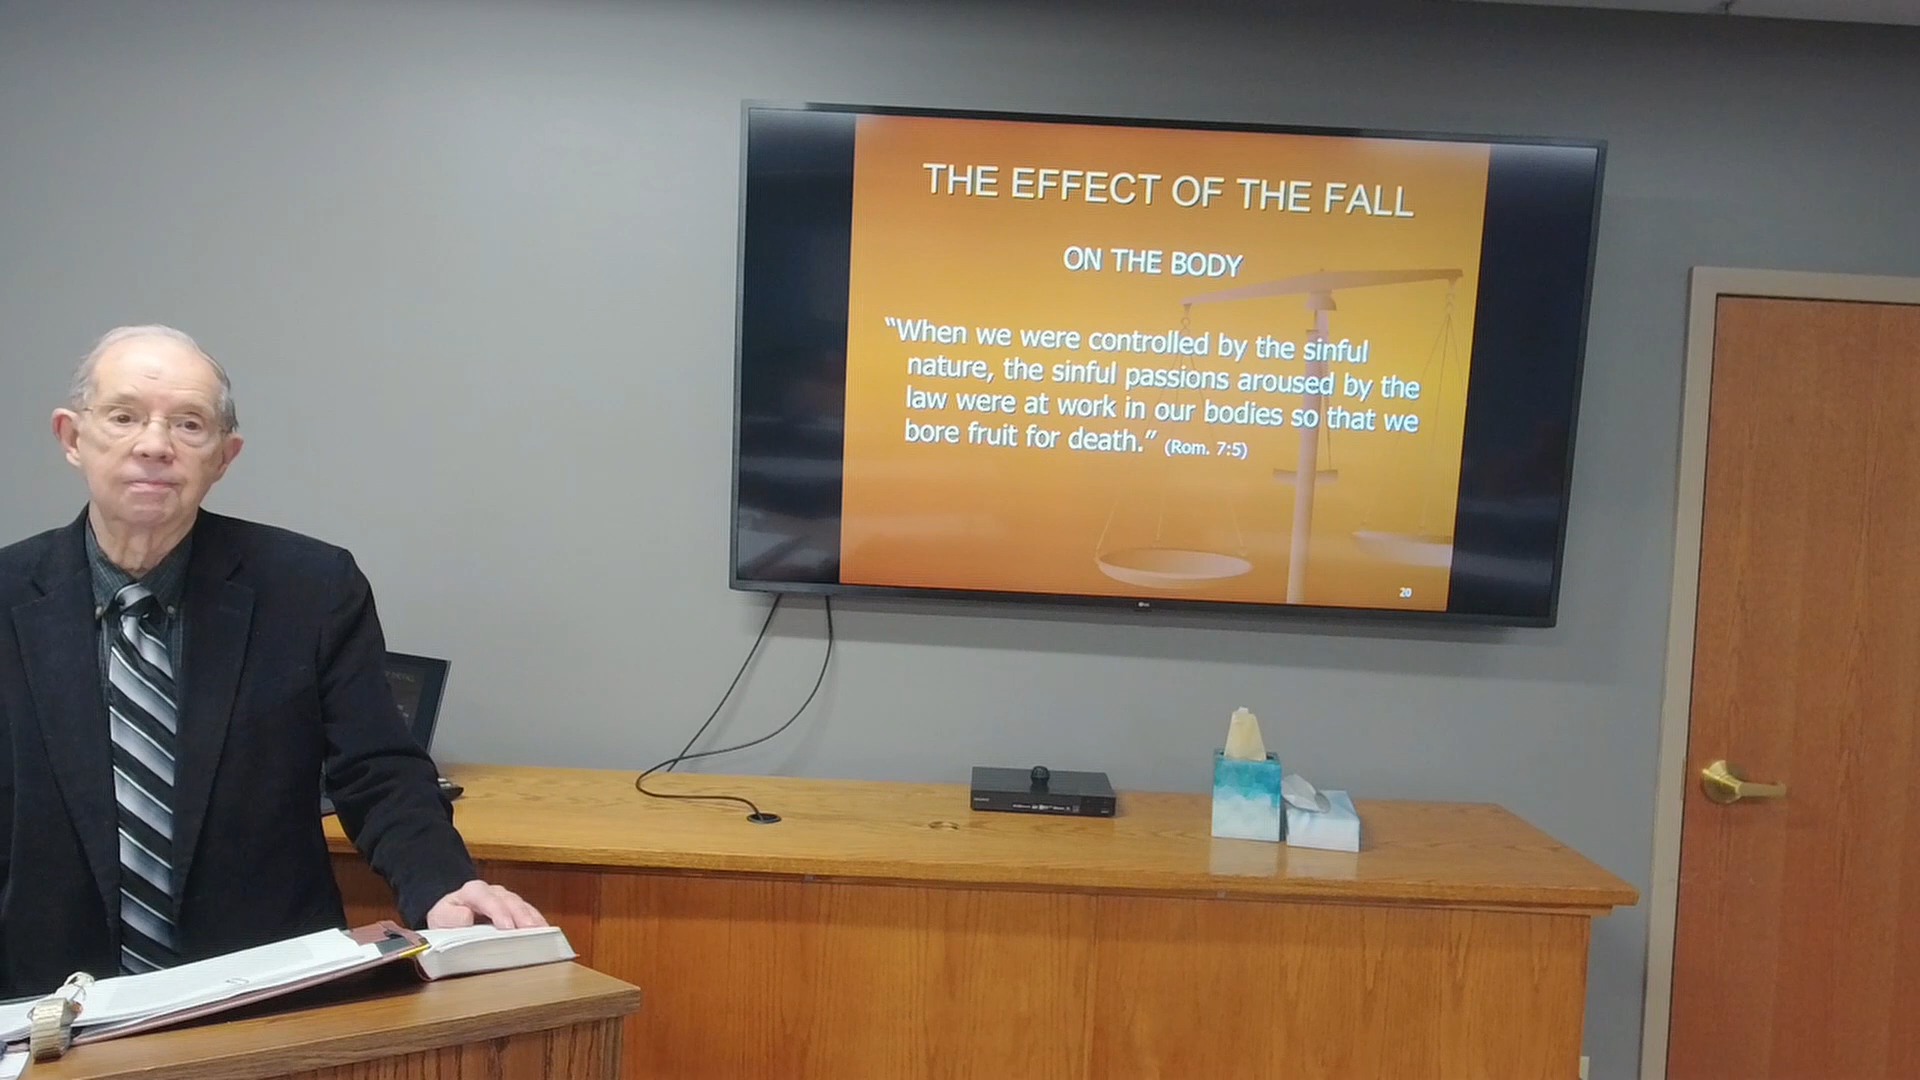 THE EFFECT OF THE FALL
ON THE BODY
“When we were controlled by the sinful
nature, the sinful passions aroused by the
law were at work in our bodies so that we
bore fruit for death.” (Rom. 7:5)
20
LG